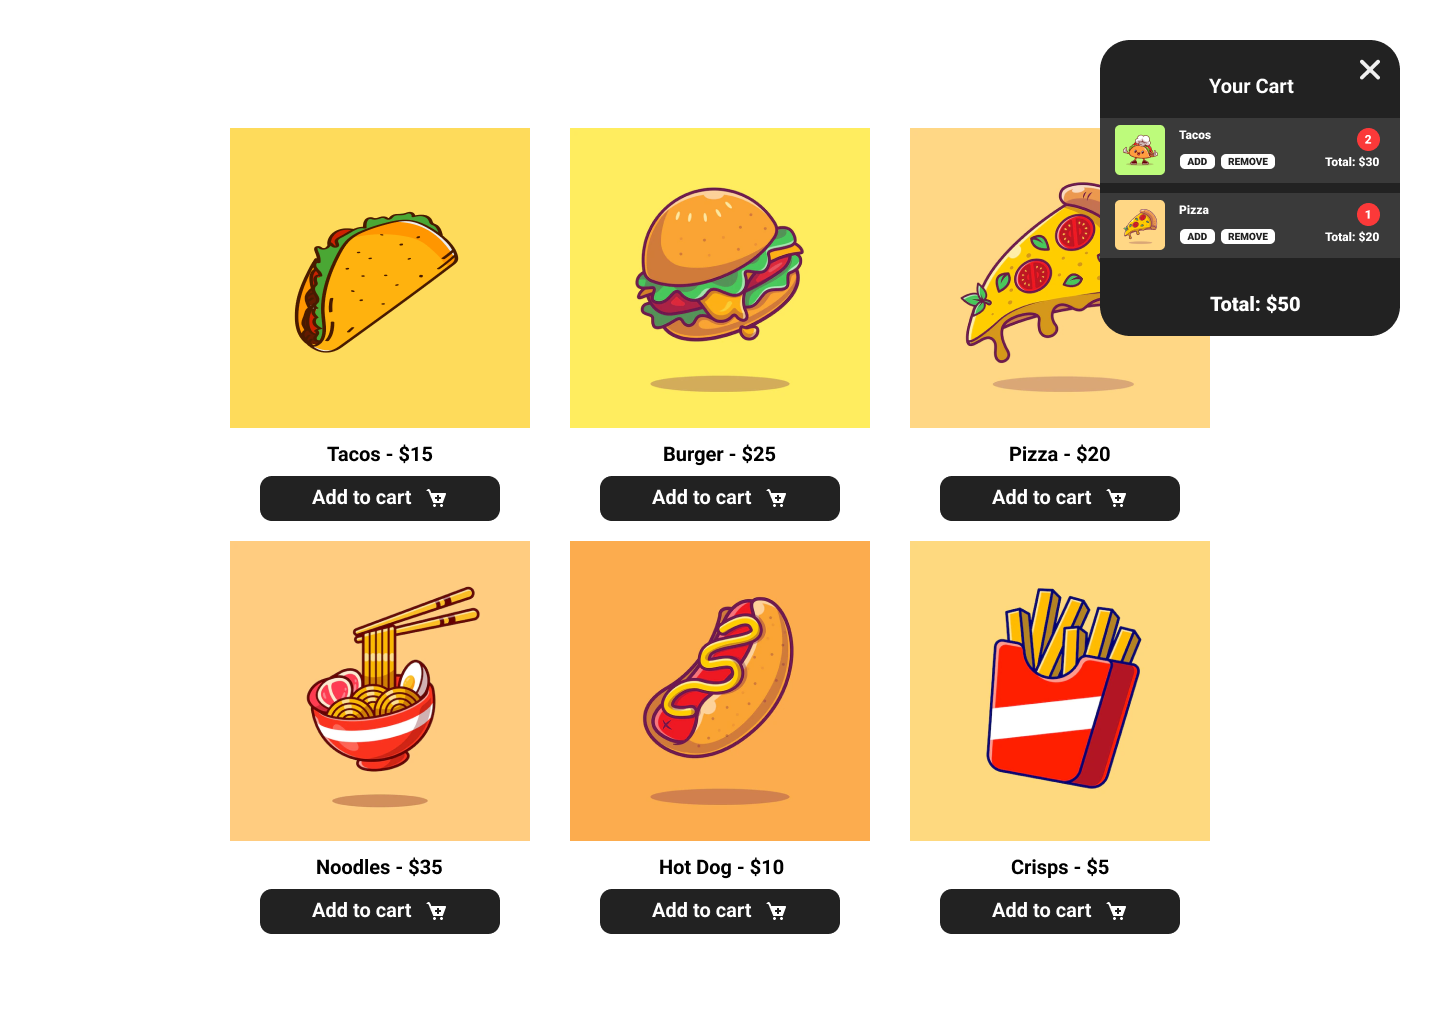 Your Cart
Tacos
2
ADD REMOVE Total: $30
Pizza
1
ADD REMOVE Total: $20
Total: $50
Tacos - $15
Burger - $25
Pizza - $20
Add to cart
Add to cart
Add to cart
Noodles - $35
Hot Dog - $10
Crisps - $5
Add to cart
Add to cart
Add to cart